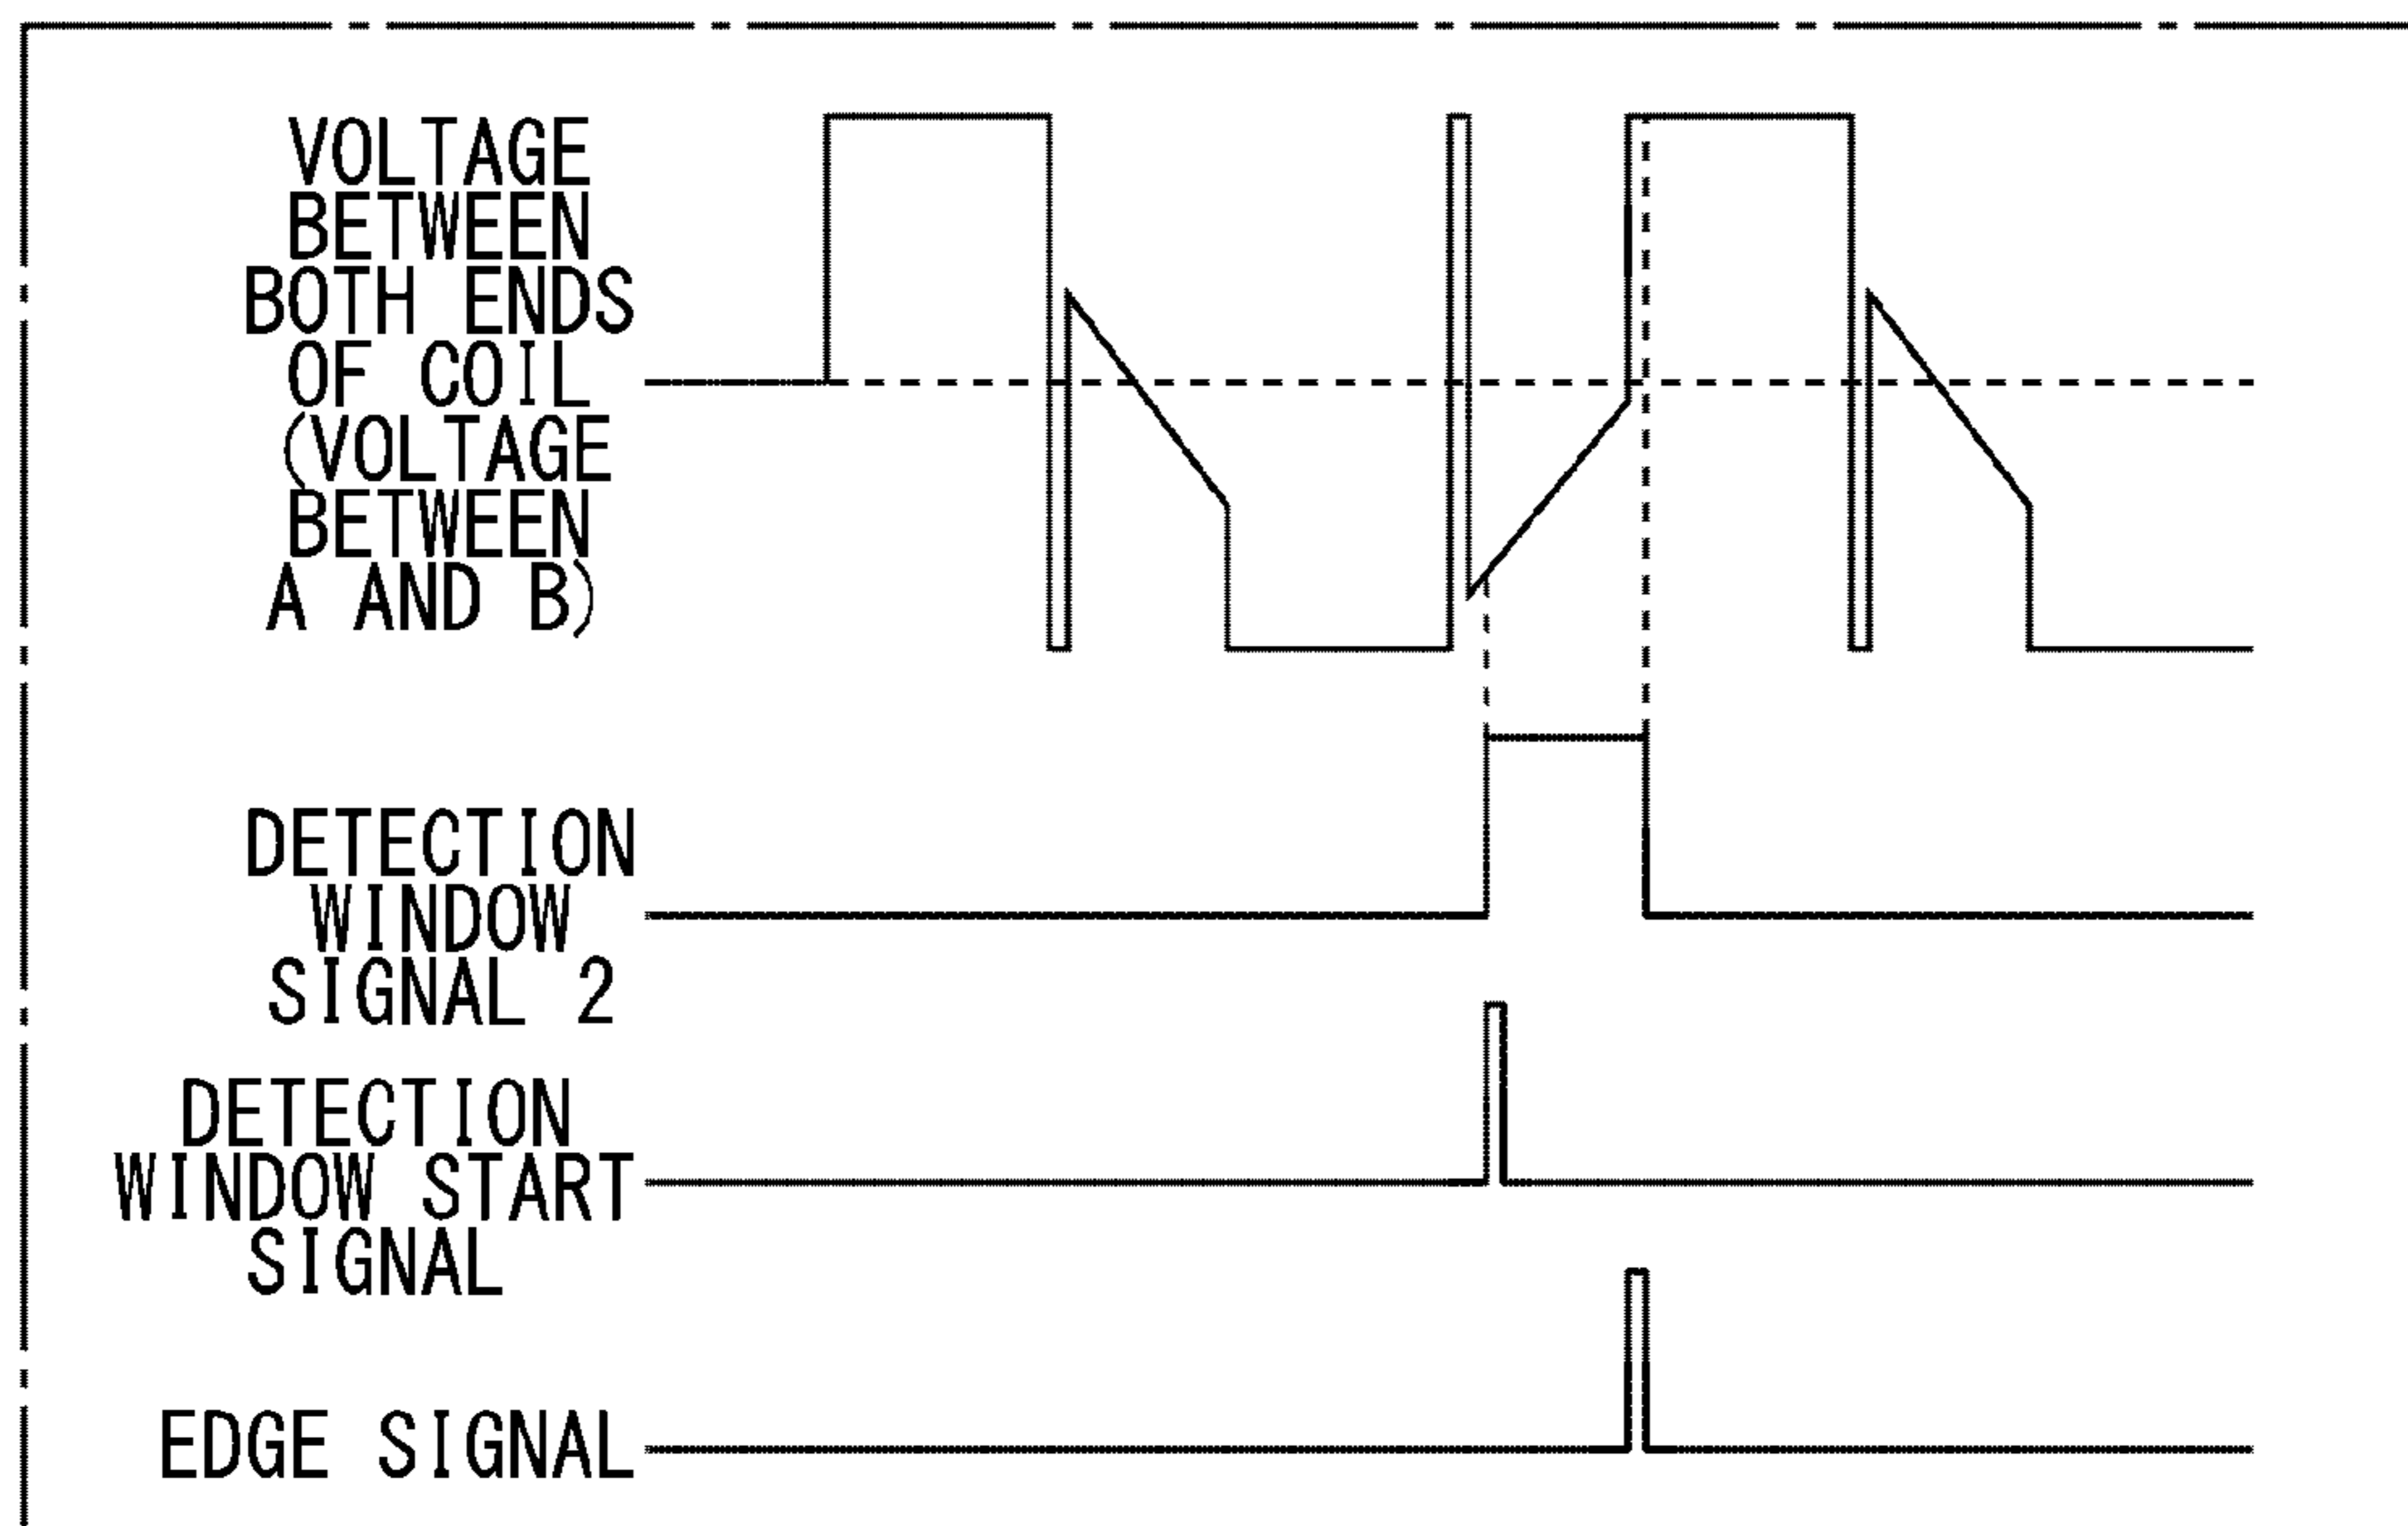 VOLTAGE
BETWEEN
BOTH ENDS
OF COIL
(VOLTAGE
BETWEEN
A AND B)
DETECTION
WINDOW
SIGNAL 2
DETECTION
WINDOW START
SIGNAL
EDGE SIGNAL